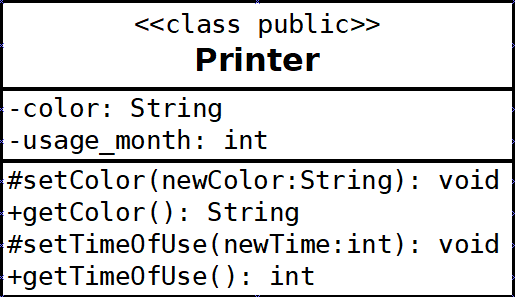 <<class public>>
Printer
-color: String
-usage_month: int
#setColor(newColor:String): void
+getColor(): String
#setTimeOfUse(newTime:int): void
+getTimeOfUse(): int